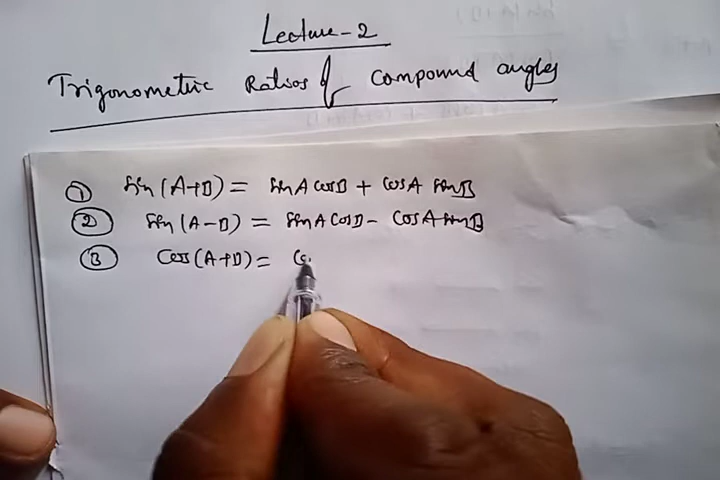 Lecture-2
Trigonometric Ratios of compound angles
① Sin(A+B) = SinA CosB + CosA SinB
② Sin(A-B) = SinA CosB - CosA SinB
③ Cos(A+B) = Co